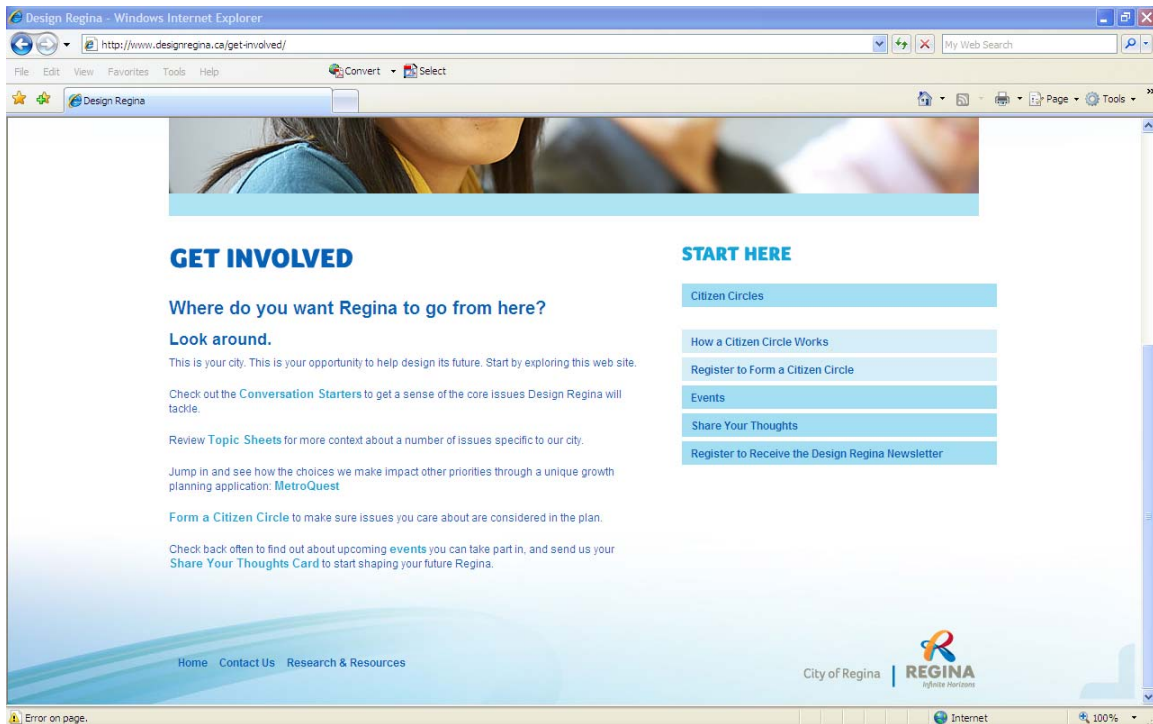 Design Regina - Windows Internet Explorer
http://www.designregina.ca/get-involved/
My Web Search
File Edit View Favorites Tools Help
Convert Select
Design Regina
Page Tools
GET INVOLVED
Where do you want Regina to go from here?
Look around.
This is your city. This is your opportunity to help design its future. Start by exploring this web site.
Check out the Conversation Starters to get a sense of the core issues Design Regina will
tackle.
Review Topic Sheets for more context about a number of issues specific to our city.
Jump in and see how the choices we make impact other priorities through a unique growth
planning application: MetroQuest
Form a Citizen Circle to make sure issues you care about are considered in the plan.
Check back often to find out about upcoming events you can take part in, and send us your
Share Your Thoughts Card to start shaping your future Regina.
START HERE
Citizen Circles
How a Citizen Circle Works
Register to Form a Citizen Circle
Events
Share Your Thoughts
Register to Receive the Design Regina Newsletter
Home Contact Us Research & Resources
City of Regina
REGINA
Infinite Horizons
Error on page.
Internet
100%